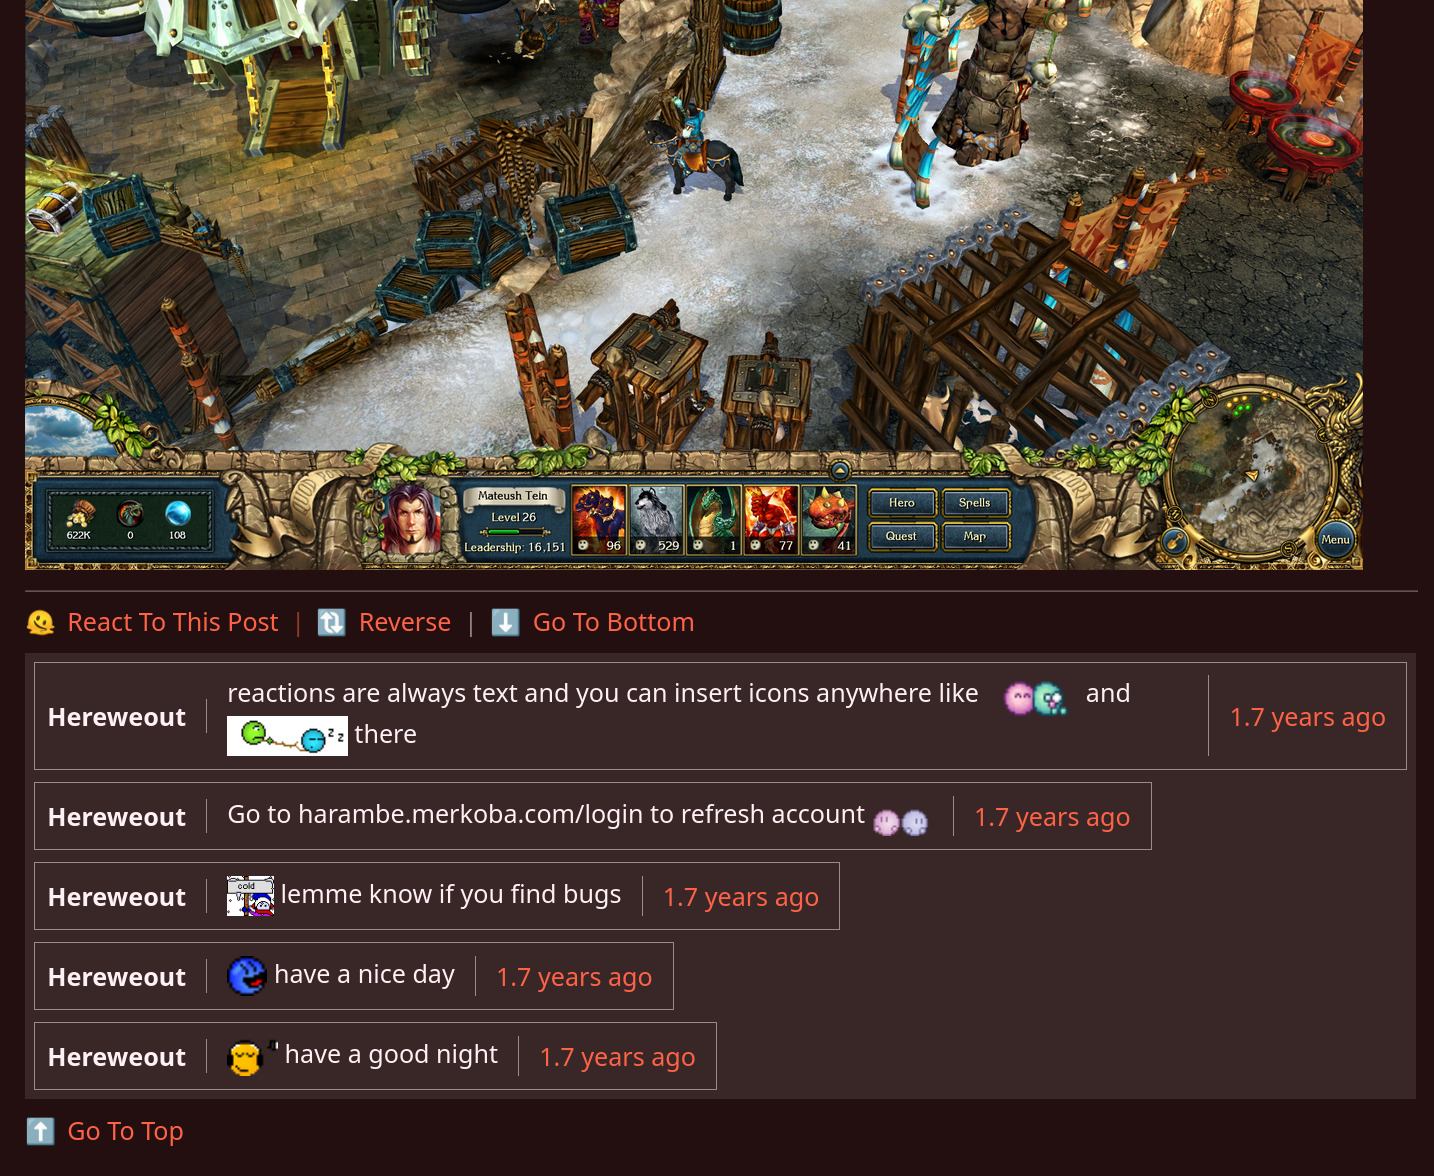 Mateush Tein
Level 26
Leadership: 16,151
622K
0
108
96
529
1
77
41
Hero
Spells
Quest
Map
Menu
React To This Post | Reverse | Go To Bottom
Hereweout
reactions are always text and you can insert icons anywhere like and
there
1.7 years ago
Hereweout
Go to harambe.merkoba.com/login to refresh account
1.7 years ago
Hereweout
cold
lemme know if you find bugs
1.7 years ago
Hereweout
have a nice day
1.7 years ago
Hereweout
have a good night
1.7 years ago
Go To Top